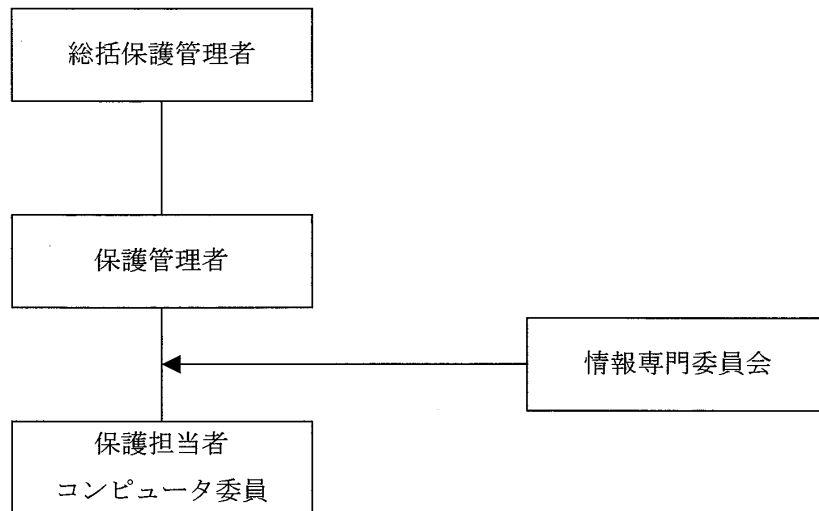 総括保護管理者
保護管理者
情報専門委員会
保護担当者
コンピュータ委員